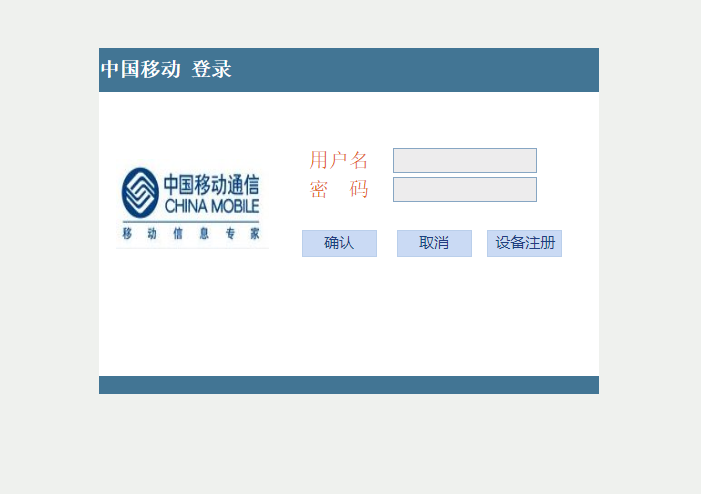 中国移动 登录
用户名
密 码
中国移动通信
CHINA MOBILE
移动信息专家
确认 取消 设备注册